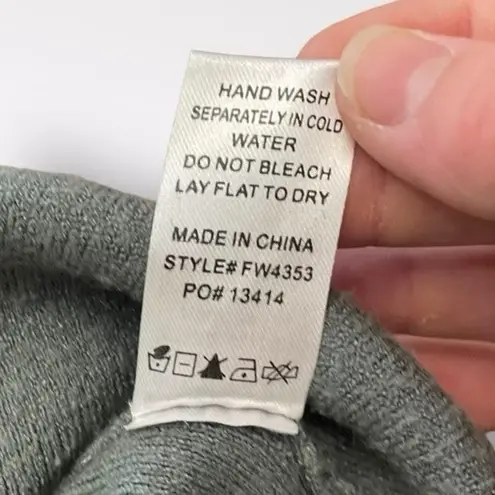 HAND WASH
SEPARATELY IN COLD
WATER
DO NOT BLEACH
LAY FLAT TO DRY
MADE IN CHINA
STYLE# FW4353
PO# 13414